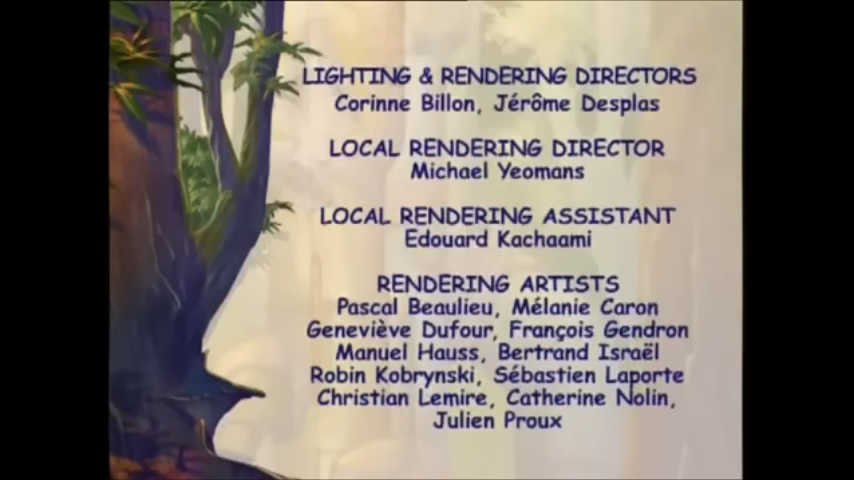 LIGHTING & RENDERING DIRECTORS
Corinne Billon, Jérôme Desplas
LOCAL RENDERING DIRECTOR
Michael Yeomans
LOCAL RENDERING ASSISTANT
Edouard Kachaami
RENDERING ARTISTS
Pascal Beaulieu, Mélanie Caron
Geneviève Dufour, François Gendron
Manuel Hauss, Bertrand Israël
Robin Kobrynski, Sébastien Laporte
Christian Lemire, Catherine Nolin,
Julien Proux